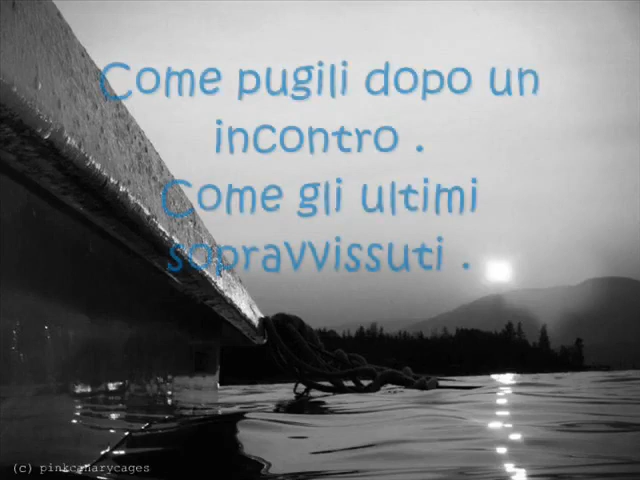 Come pugili dopo un
incontro .
Come gli ultimi
sopravvissuti .
(c) pinkcanarycages